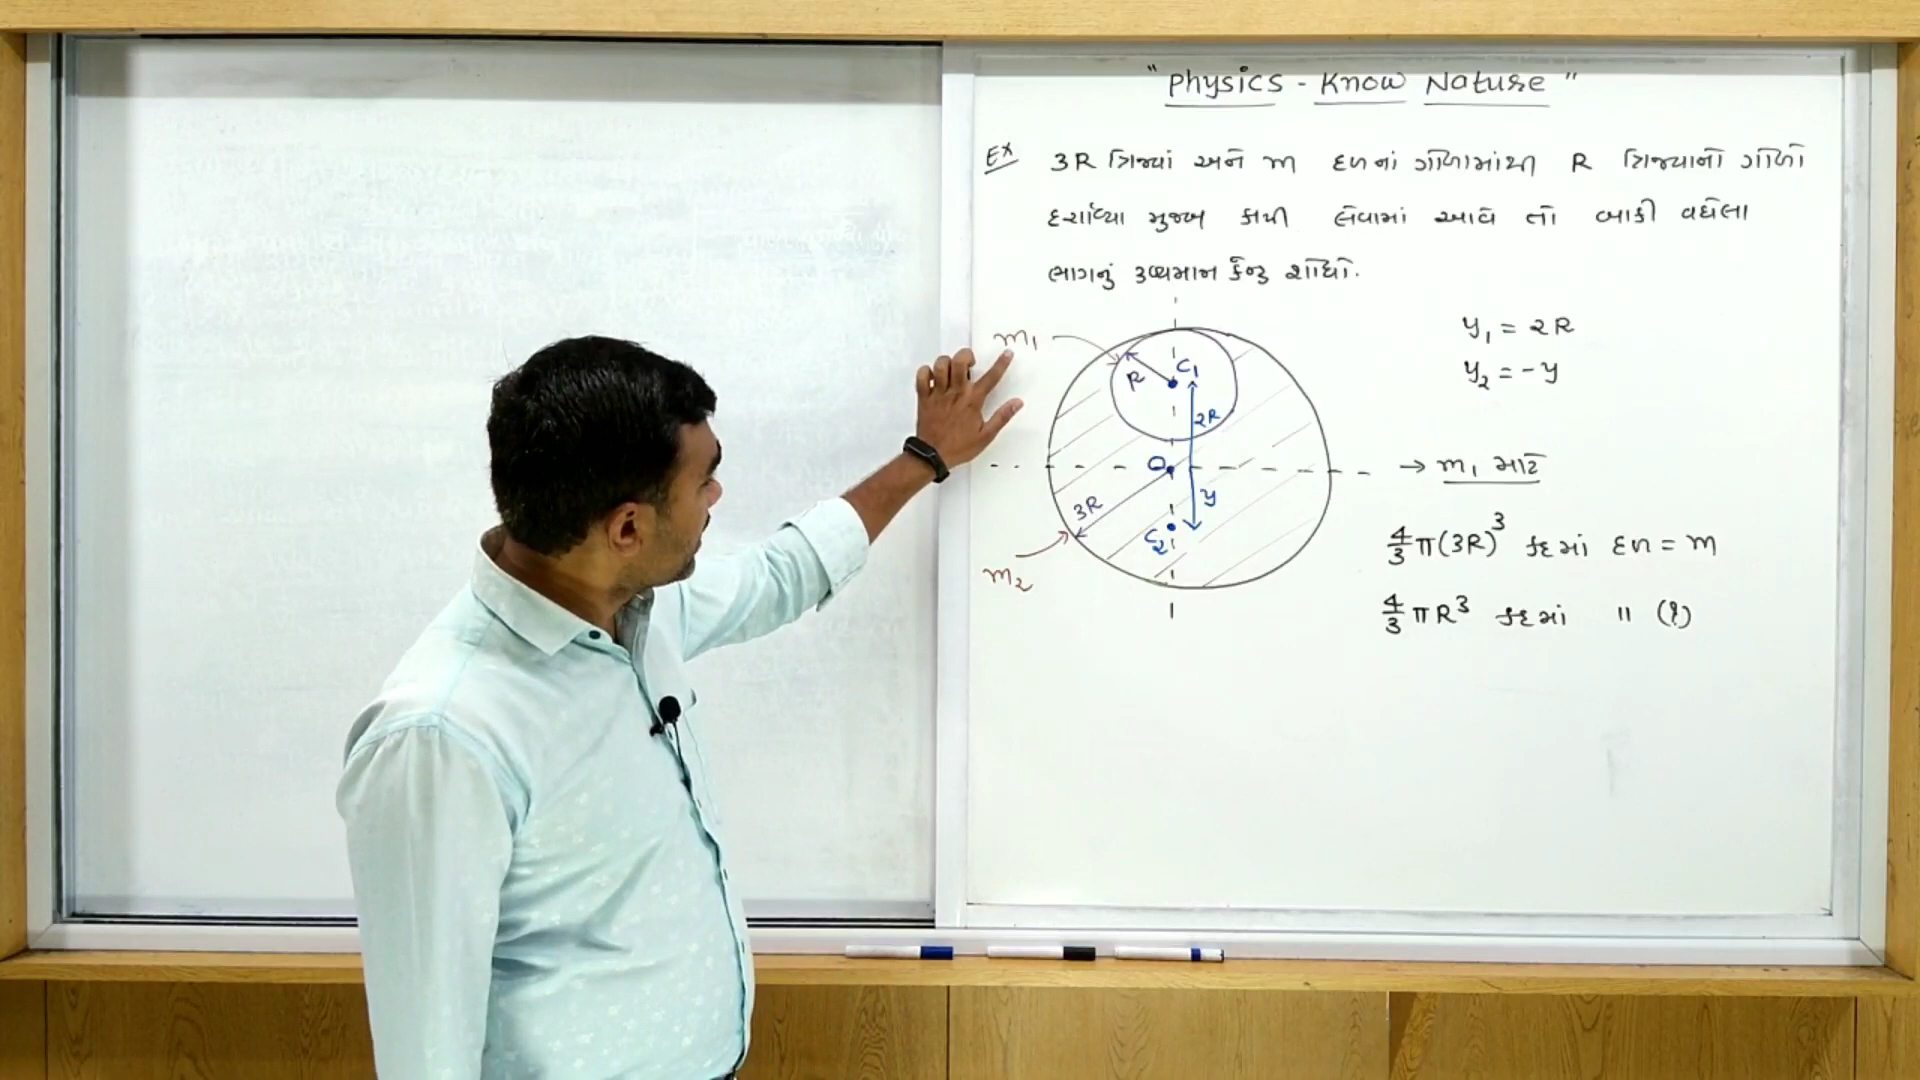 "Physics - Know Nature"
Ex 3R ત્રિજ્યાં અને m દળનાં ગોળામાંથી R ત્રિજ્યાનો ગોળો
દર્શાવ્યા મુજબ કાપી લેવામાં આવે તો બાકી વધેલા
ભાગનું દ્રવ્યમાન કેન્દ્ર શોધો.
m₁
R
C₁
2R
O
3R
y
C₂
m₂
y₁ = 2R
y₂ = -y
→ m₁ માટે
4/3 π(3R)³ કદમાં દળ = m
4/3 πR³ કદમાં " (?)